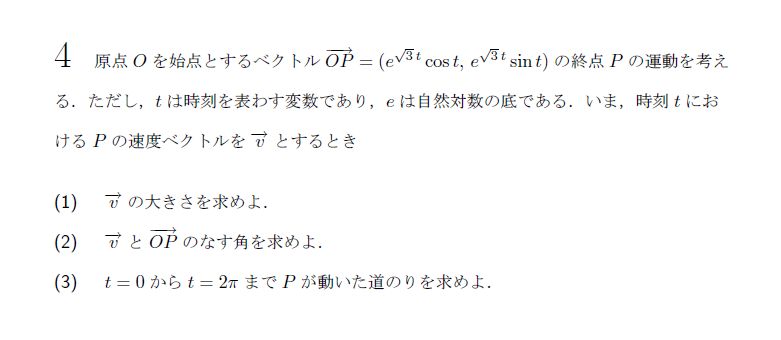 4 原点 O を始点とするベクトル $\overrightarrow{OP} = (e^{\sqrt{3}\,t}\cos t,\ e^{\sqrt{3}\,t}\sin t)$ の終点 P の運動を考え
る．ただし，t は時刻を表わす変数であり，e は自然対数の底である．いま，時刻 t にお
ける P の速度ベクトルを $\overrightarrow{v}$ とするとき
(1) $\overrightarrow{v}$ の大きさを求めよ．
(2) $\overrightarrow{v}$ と $\overrightarrow{OP}$ のなす角を求めよ．
(3) t = 0 から t = 2π まで P が動いた道のりを求めよ．